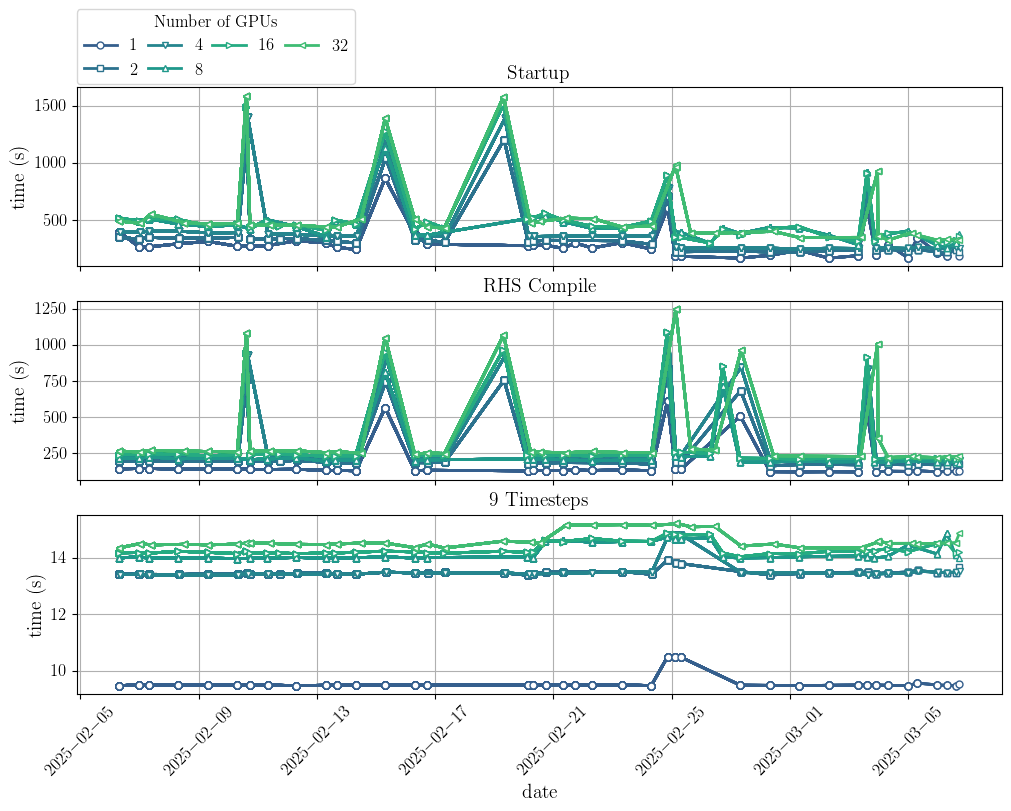 Number of GPUs
1 4 16 32
2 8
Startup
1500
1000
500
time (s)
RHS Compile
1250
1000
750
500
250
time (s)
9 Timesteps
14
12
10
time (s)
2025−02−05 2025−02−09 2025−02−13 2025−02−17 2025−02−21 2025−02−25 2025−03−01 2025−03−05
date